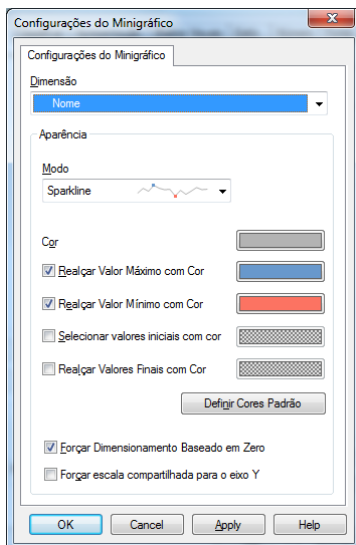 Configurações do Minigráfico
Configurações do Minigráfico
Dimensão
Nome
Aparência
Modo
Sparkline
Cor
Realçar Valor Máximo com Cor
Realçar Valor Mínimo com Cor
Selecionar valores iniciais com cor
Realçar Valores Finais com Cor
Definir Cores Padrão
Forçar Dimensionamento Baseado em Zero
Forçar escala compartilhada para o eixo Y
OK Cancel Apply Help